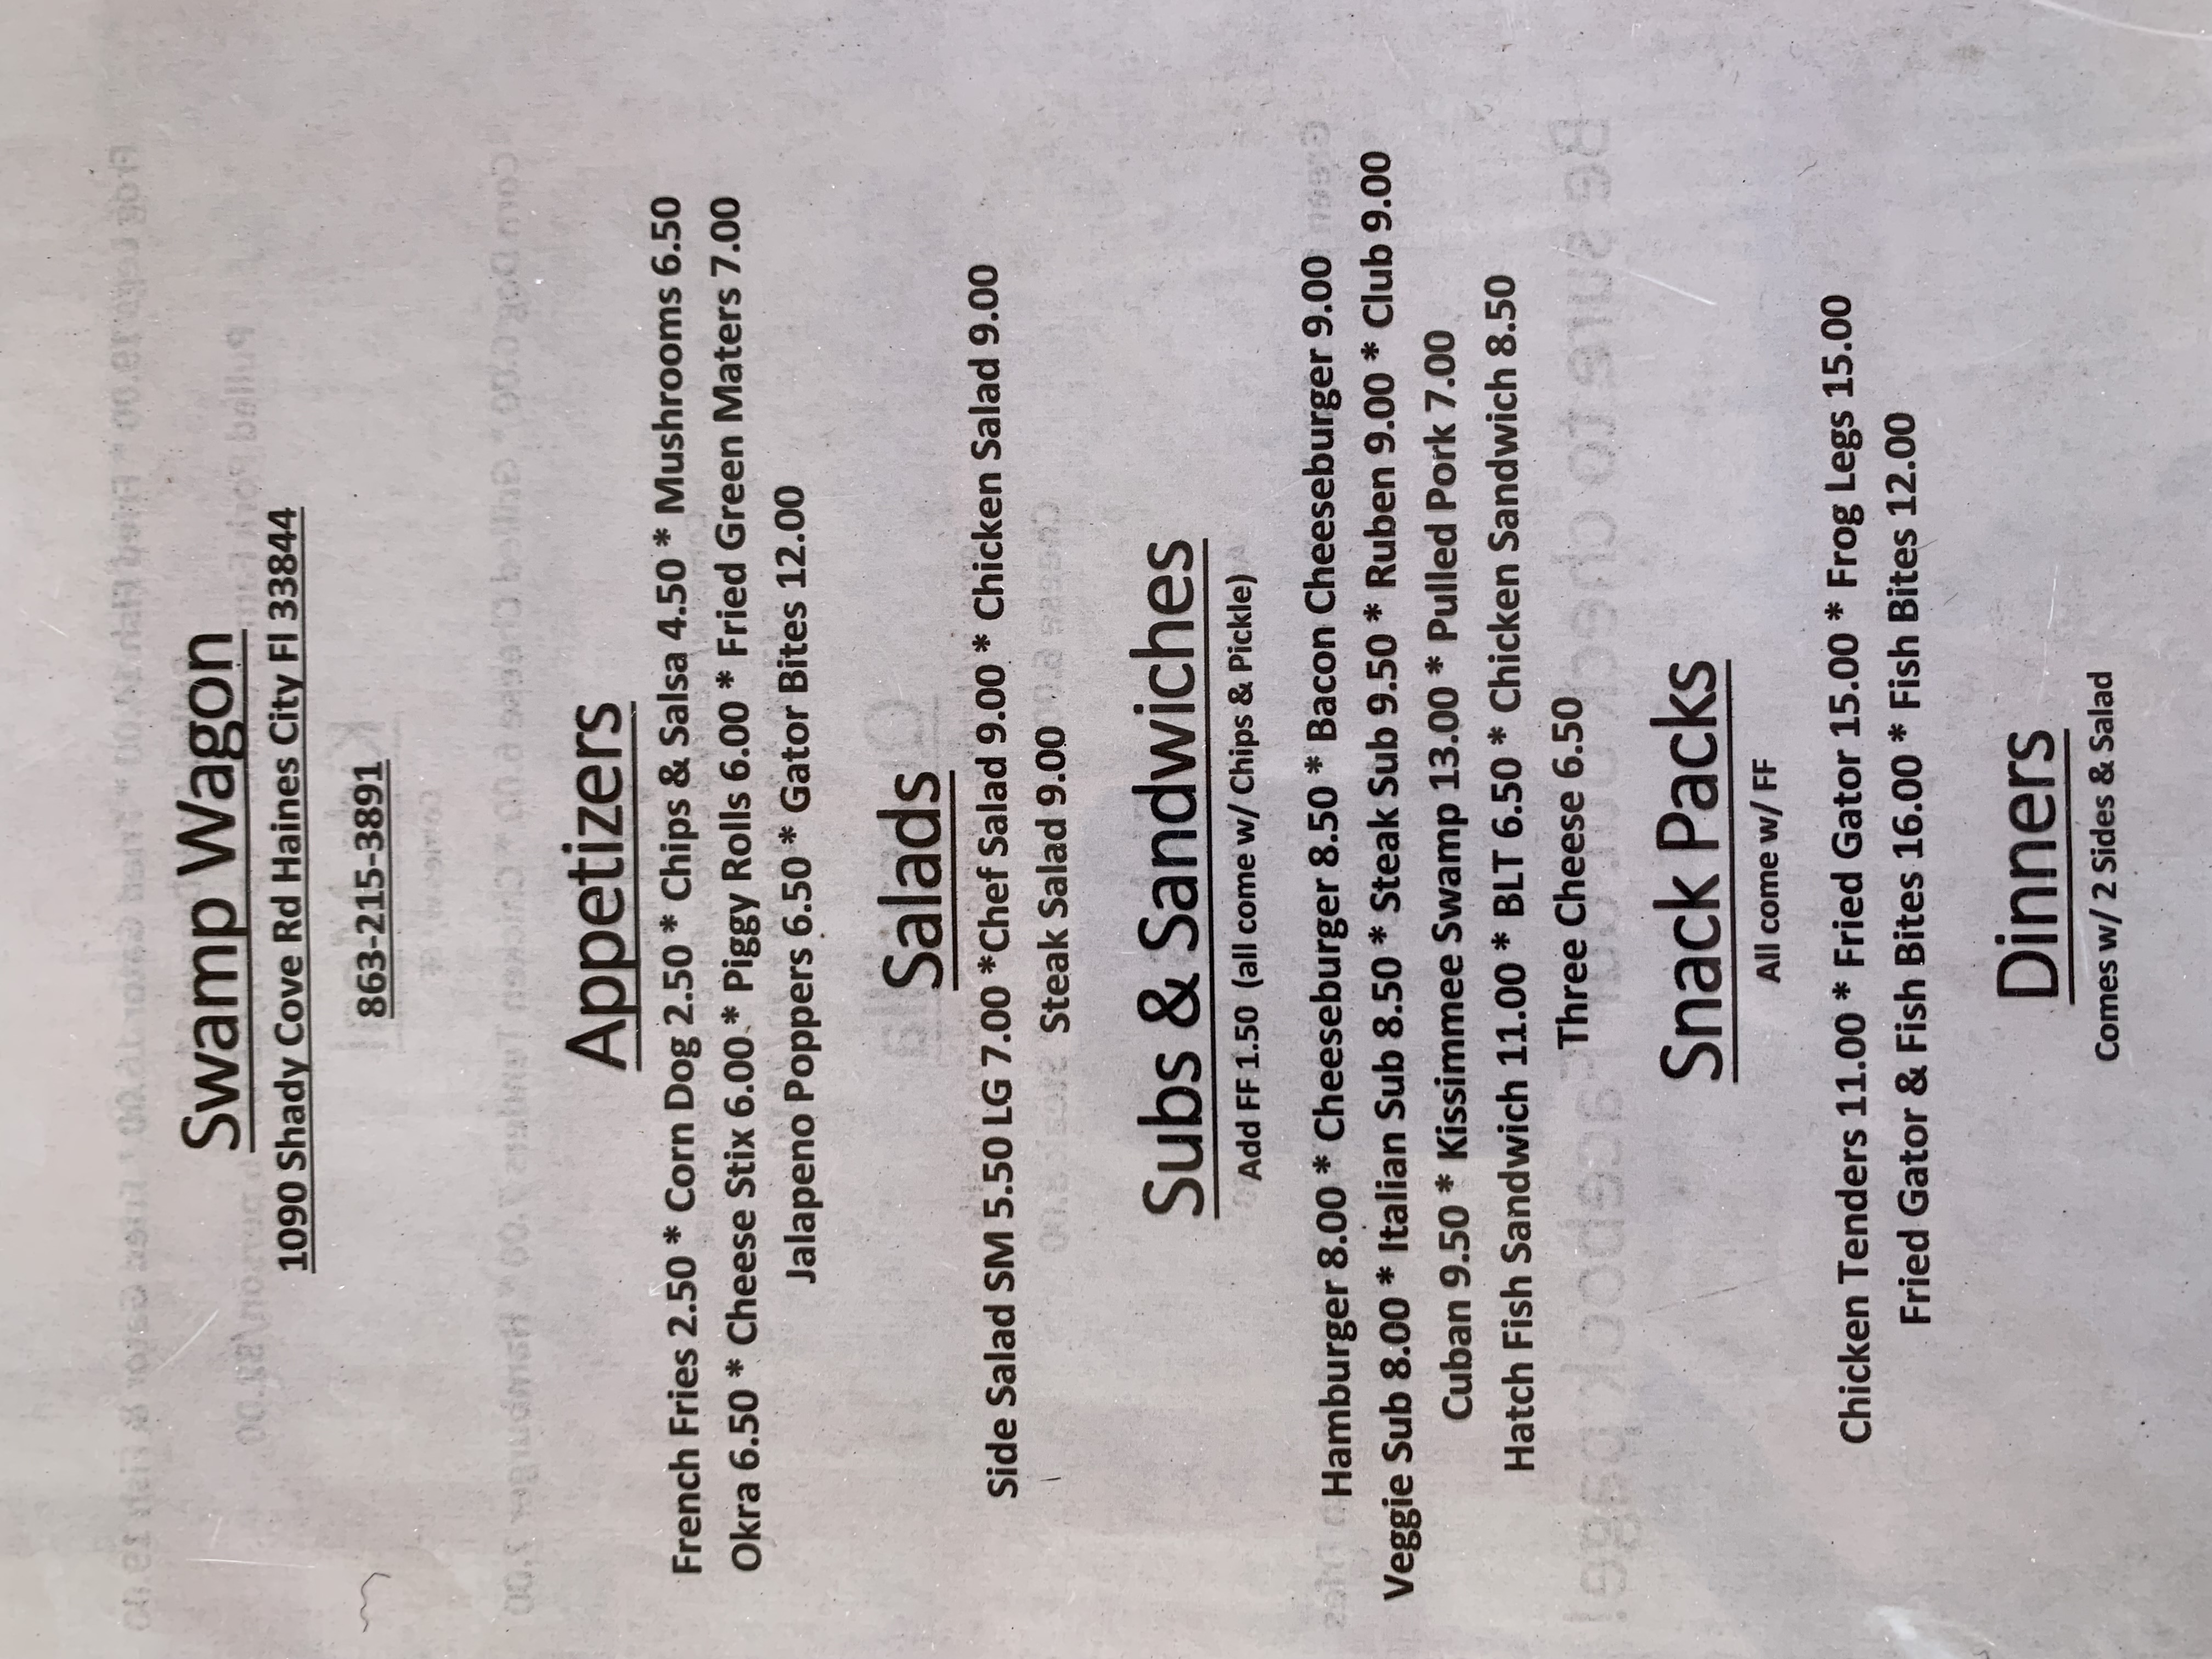 Swamp Wagon
1090 Shady Cove Rd Haines City Fl 33844
863-215-3891
Appetizers
French Fries 2.50 * Corn Dog 2.50 * Chips & Salsa 4.50 * Mushrooms 6.50
Okra 6.50 * Cheese Stix 6.00 * Piggy Rolls 6.00 * Fried Green Maters 7.00
Jalapeno Poppers 6.50 * Gator Bites 12.00
Salads
Side Salad SM 5.50 LG 7.00 *Chef Salad 9.00 * Chicken Salad 9.00
Steak Salad 9.00
Subs & Sandwiches
Add FF 1.50 (all come w/ Chips & Pickle)
Hamburger 8.00 * Cheeseburger 8.50 * Bacon Cheeseburger 9.00
Veggie Sub 8.00 * Italian Sub 8.50 * Steak Sub 9.50 * Ruben 9.00 * Club 9.00
Cuban 9.50 * Kissimmee Swamp 13.00 * Pulled Pork 7.00
Hatch Fish Sandwich 11.00 * BLT 6.50 * Chicken Sandwich 8.50
Three Cheese 6.50
Snack Packs
All come w/ FF
Chicken Tenders 11.00 * Fried Gator 15.00 * Frog Legs 15.00
Fried Gator & Fish Bites 16.00 * Fish Bites 12.00
Dinners
Comes w/ 2 Sides & Salad